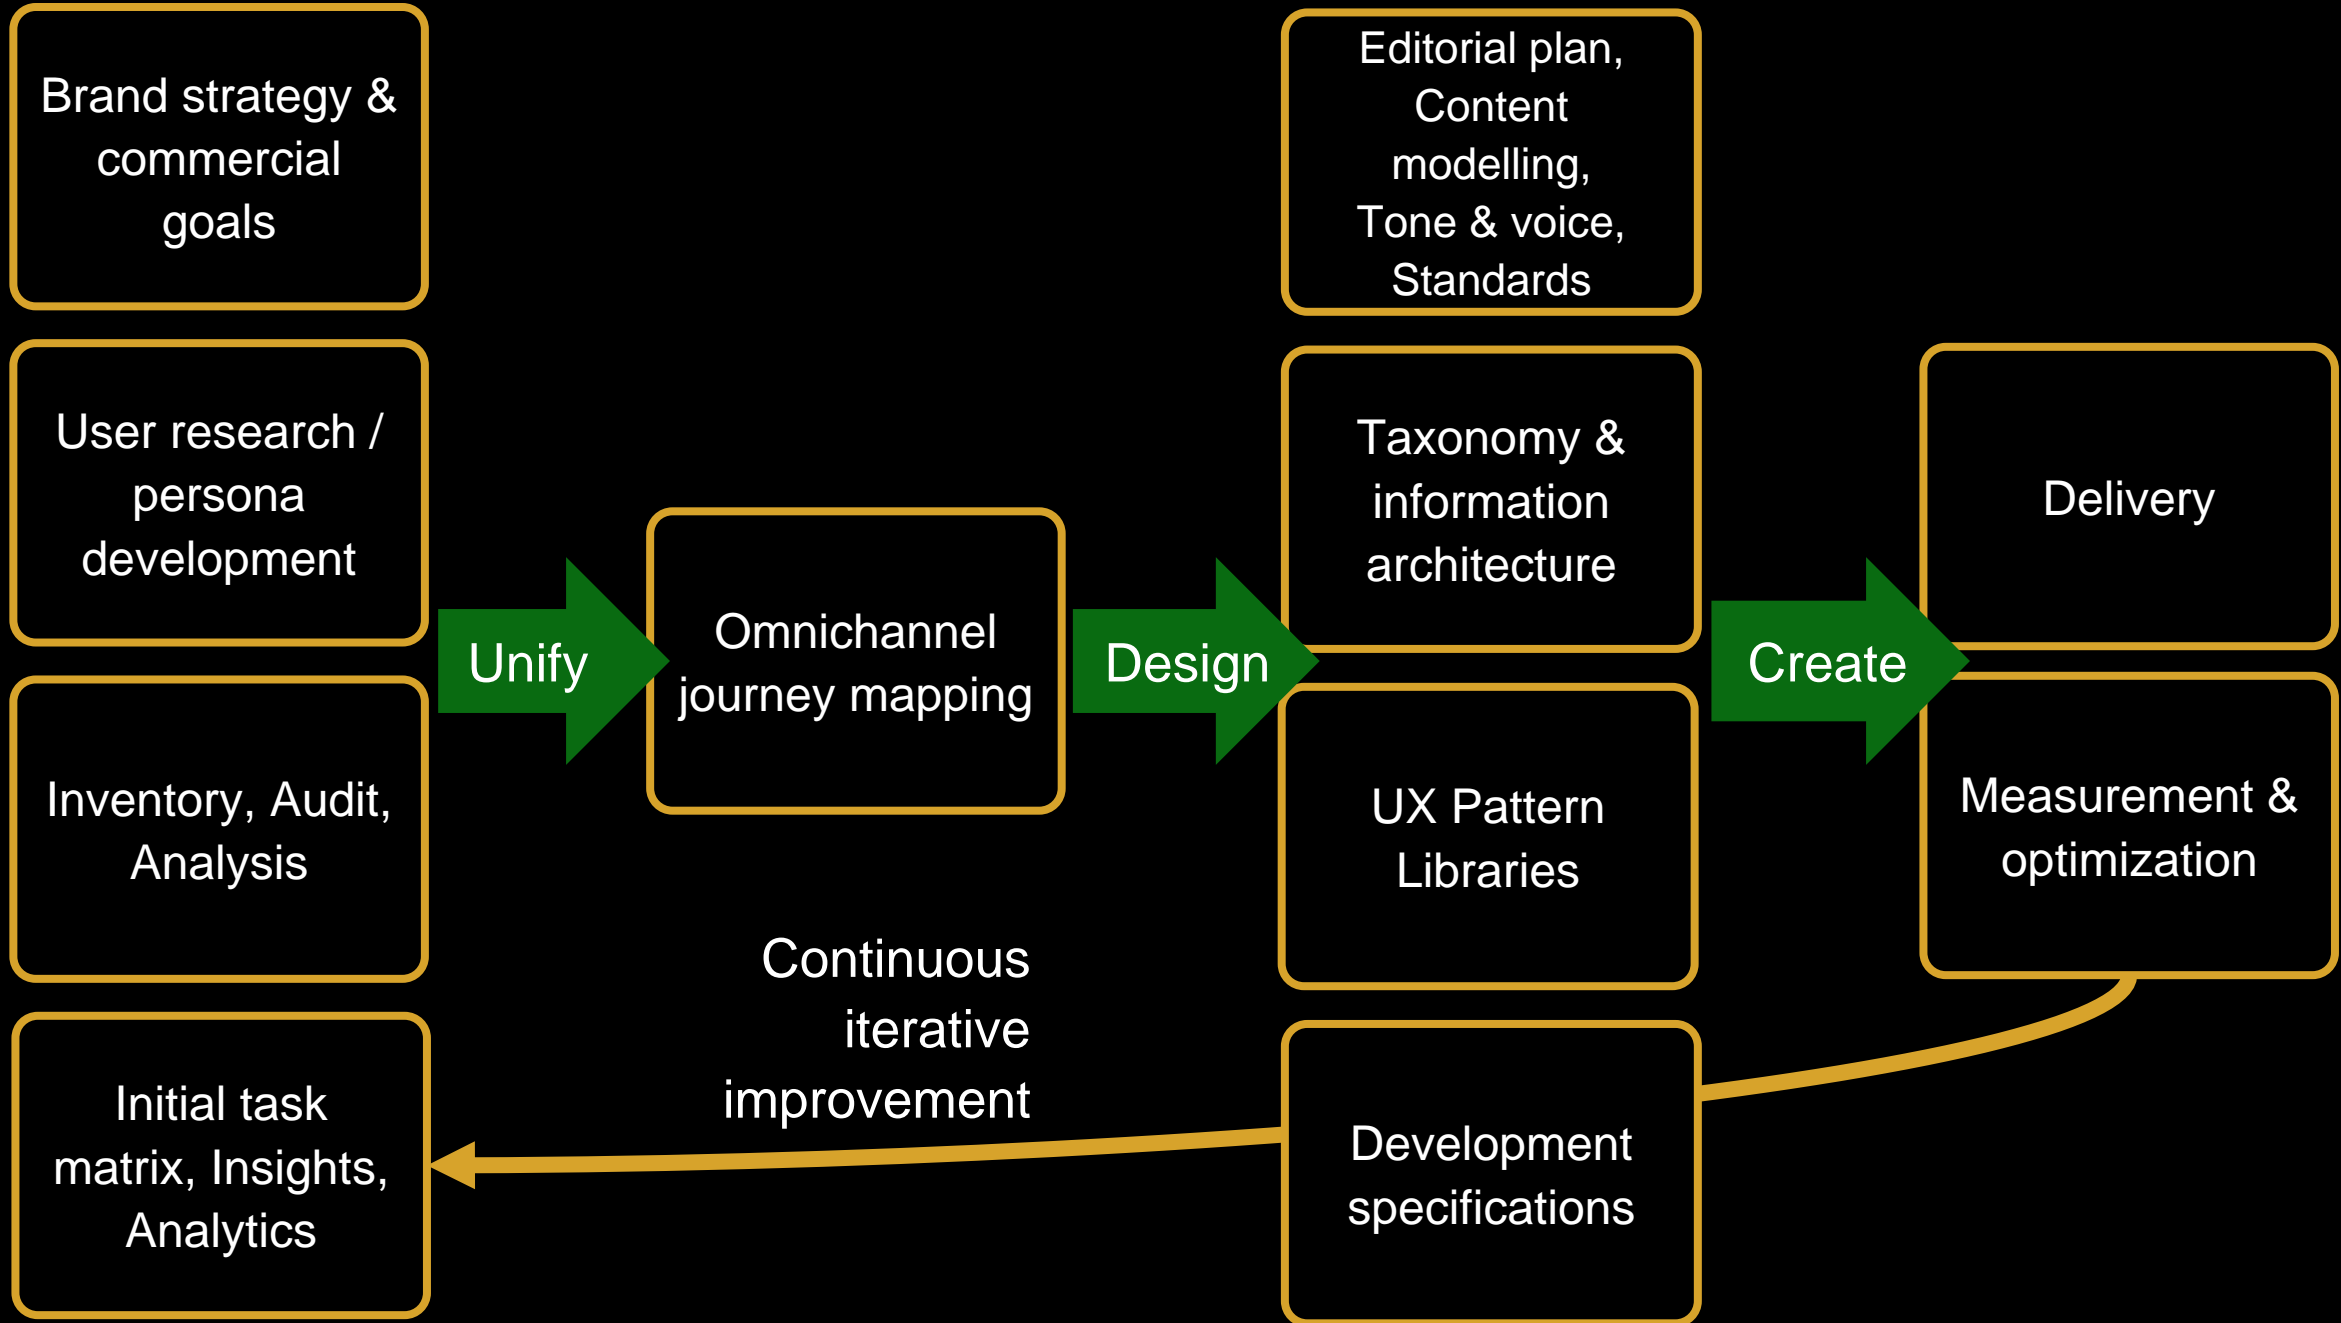 Brand strategy &
commercial
goals
User research /
persona
development
Inventory, Audit,
Analysis
Initial task
matrix, Insights,
Analytics
Unify
Omnichannel
journey mapping
Continuous
iterative
improvement
Design
Editorial plan,
Content
modelling,
Tone & voice,
Standards
Taxonomy &
information
architecture
UX Pattern
Libraries
Development
specifications
Create
Delivery
Measurement &
optimization